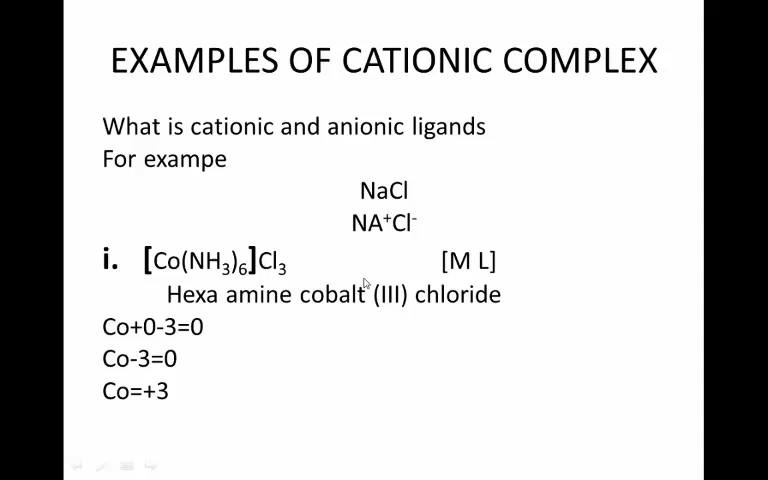 EXAMPLES OF CATIONIC COMPLEX
What is cationic and anionic ligands
For exampe
NaCl
NA⁺Cl⁻
i. [Co(NH₃)₆]Cl₃ [M L]
Hexa amine cobalt (III) chloride
Co+0-3=0
Co-3=0
Co=+3